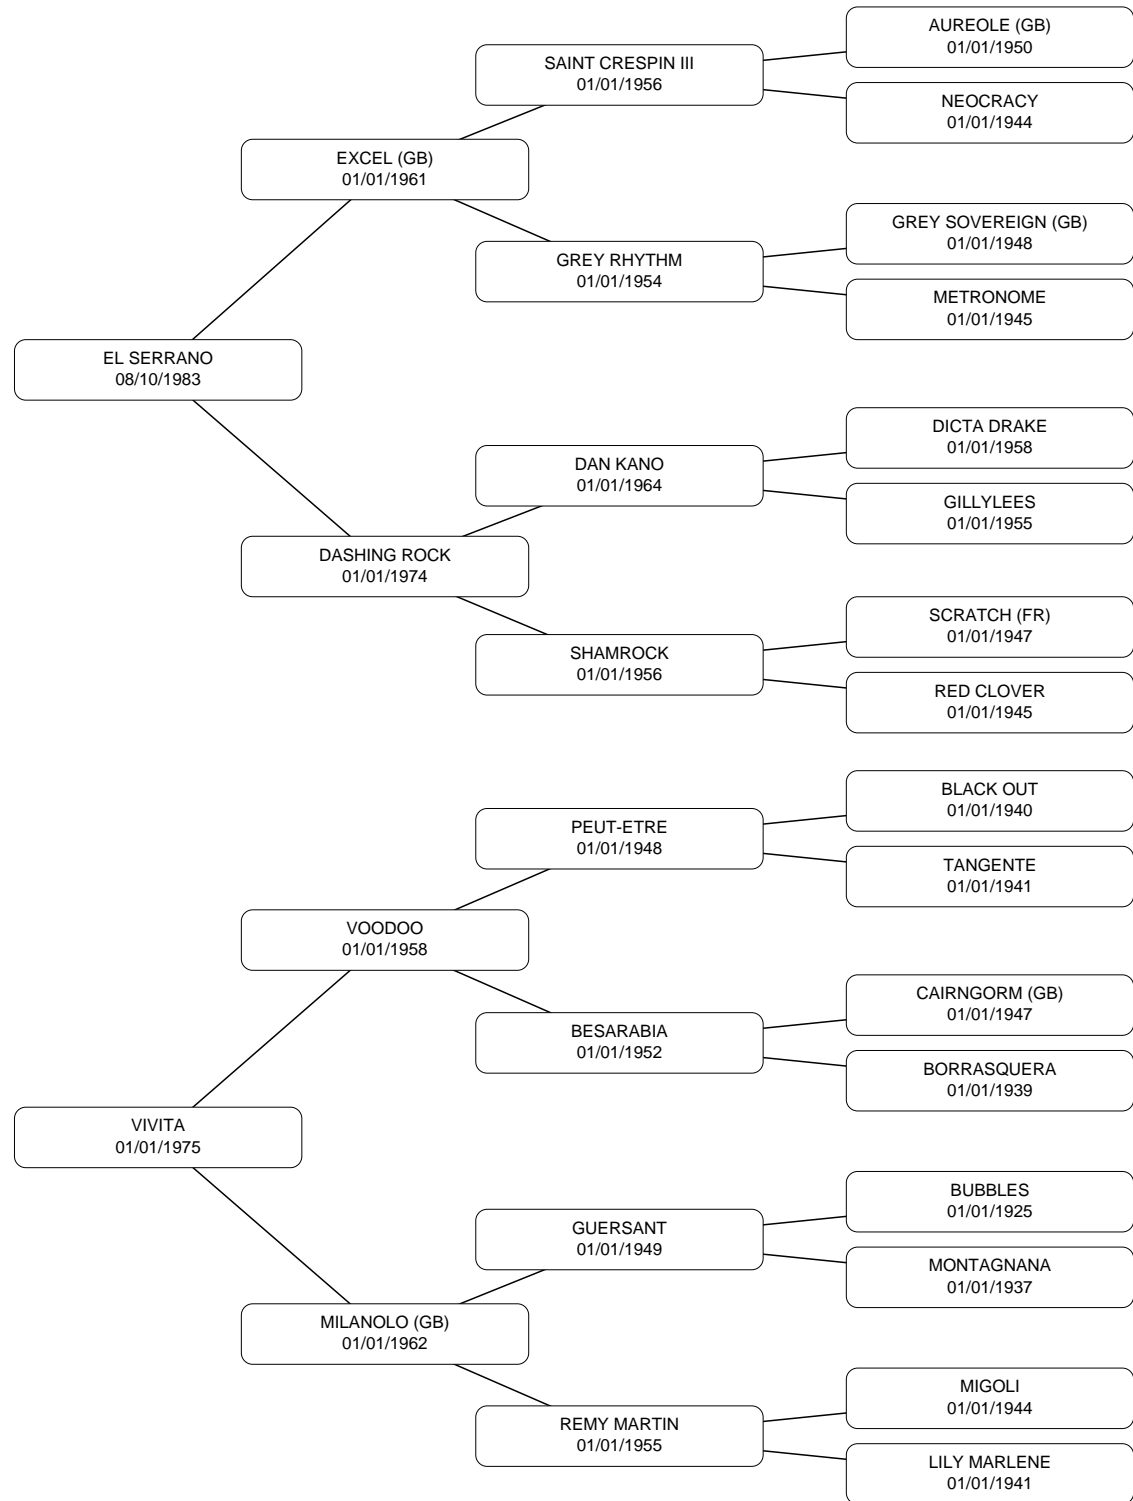 AUREOLE (GB)
01/01/1950
SAINT CRESPIN III
01/01/1956
NEOCRACY
01/01/1944
EXCEL (GB)
01/01/1961
GREY SOVEREIGN (GB)
01/01/1948
GREY RHYTHM
01/01/1954
METRONOME
01/01/1945
EL SERRANO
08/10/1983
DICTA DRAKE
01/01/1958
DAN KANO
01/01/1964
GILLYLEES
01/01/1955
DASHING ROCK
01/01/1974
SCRATCH (FR)
01/01/1947
SHAMROCK
01/01/1956
RED CLOVER
01/01/1945
BLACK OUT
01/01/1940
PEUT-ETRE
01/01/1948
TANGENTE
01/01/1941
VOODOO
01/01/1958
CAIRNGORM (GB)
01/01/1947
BESARABIA
01/01/1952
BORRASQUERA
01/01/1939
VIVITA
01/01/1975
BUBBLES
01/01/1925
GUERSANT
01/01/1949
MONTAGNANA
01/01/1937
MILANOLO (GB)
01/01/1962
MIGOLI
01/01/1944
REMY MARTIN
01/01/1955
LILY MARLENE
01/01/1941